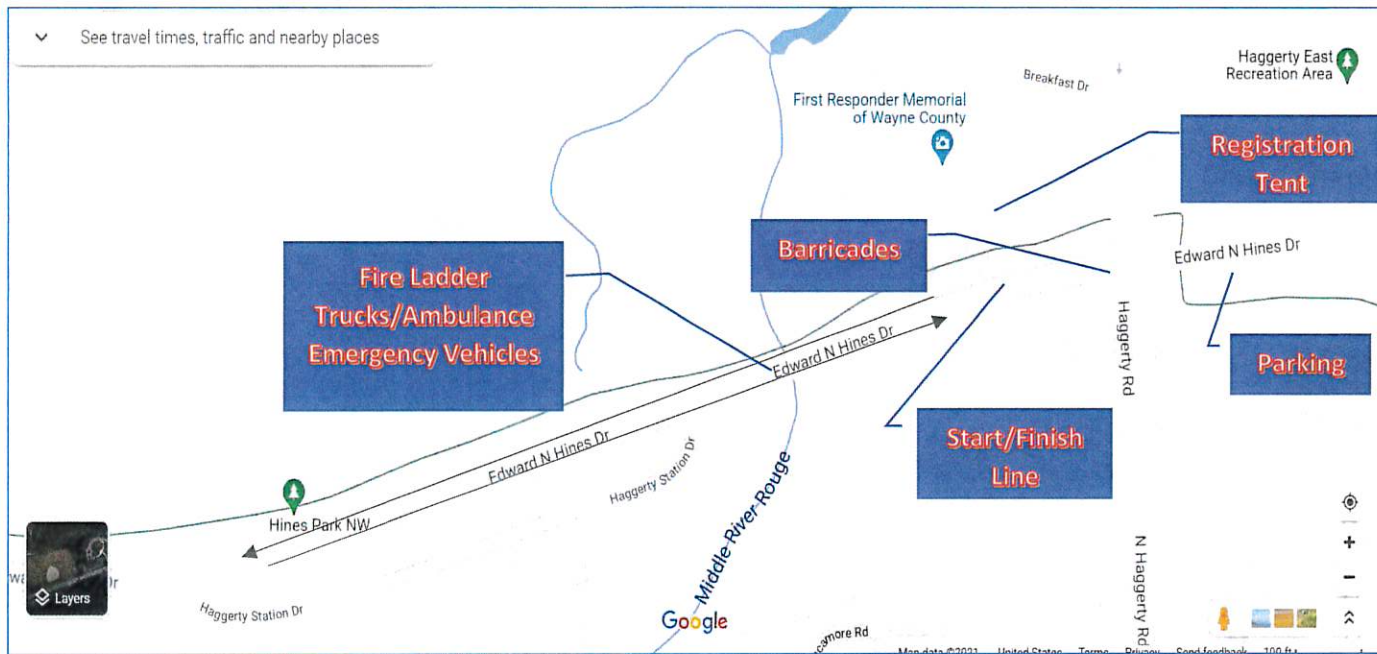 See travel times, traffic and nearby places
Haggerty East
Recreation Area
Breakfast Dr
First Responder Memorial
of Wayne County
Registration
Tent
Barricades
Edward N Hines Dr
Fire Ladder
Trucks/Ambulance
Emergency Vehicles
Haggerty Rd
Edward N Hines Dr
Parking
Start/Finish
Line
Edward N Hines Dr
Haggerty Station Dr
Hines Park NW
Middle River Rouge
N Haggerty Rd
Layers
Haggerty Station Dr
Google
camore Rd
Map data ©2021 United States Terms Privacy Send feedback 100 ft